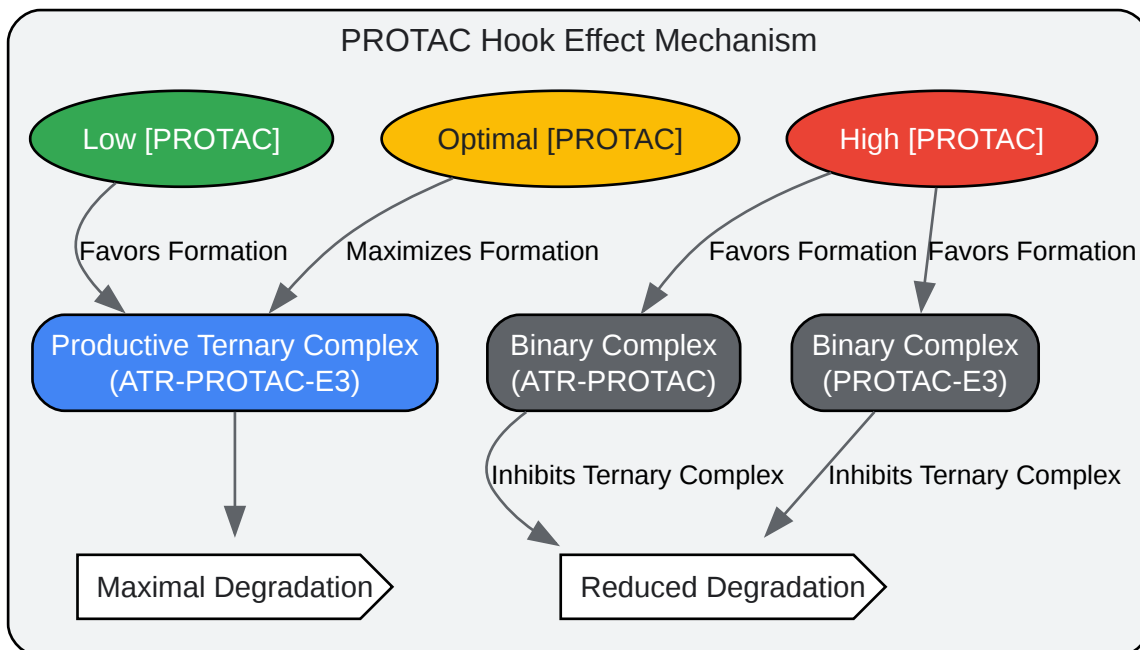 PROTAC Hook Effect Mechanism
Low [PROTAC]
Optimal [PROTAC]
High [PROTAC]
Favors Formation
Maximizes Formation
Favors Formation
Favors Formation
Productive Ternary Complex
(ATR-PROTAC-E3)
Binary Complex
(ATR-PROTAC)
Binary Complex
(PROTAC-E3)
Inhibits Ternary Complex
Inhibits Ternary Complex
Maximal Degradation
Reduced Degradation